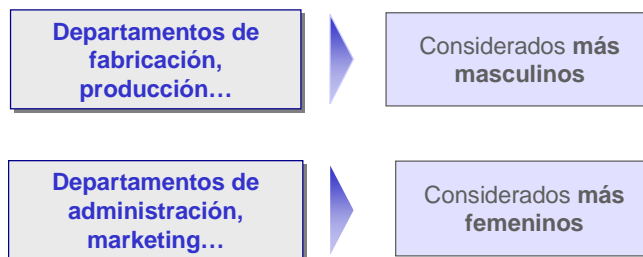 Departamentos de
fabricación,
producción…
Considerados más
masculinos
Departamentos de
administración,
marketing…
Considerados más
femeninos